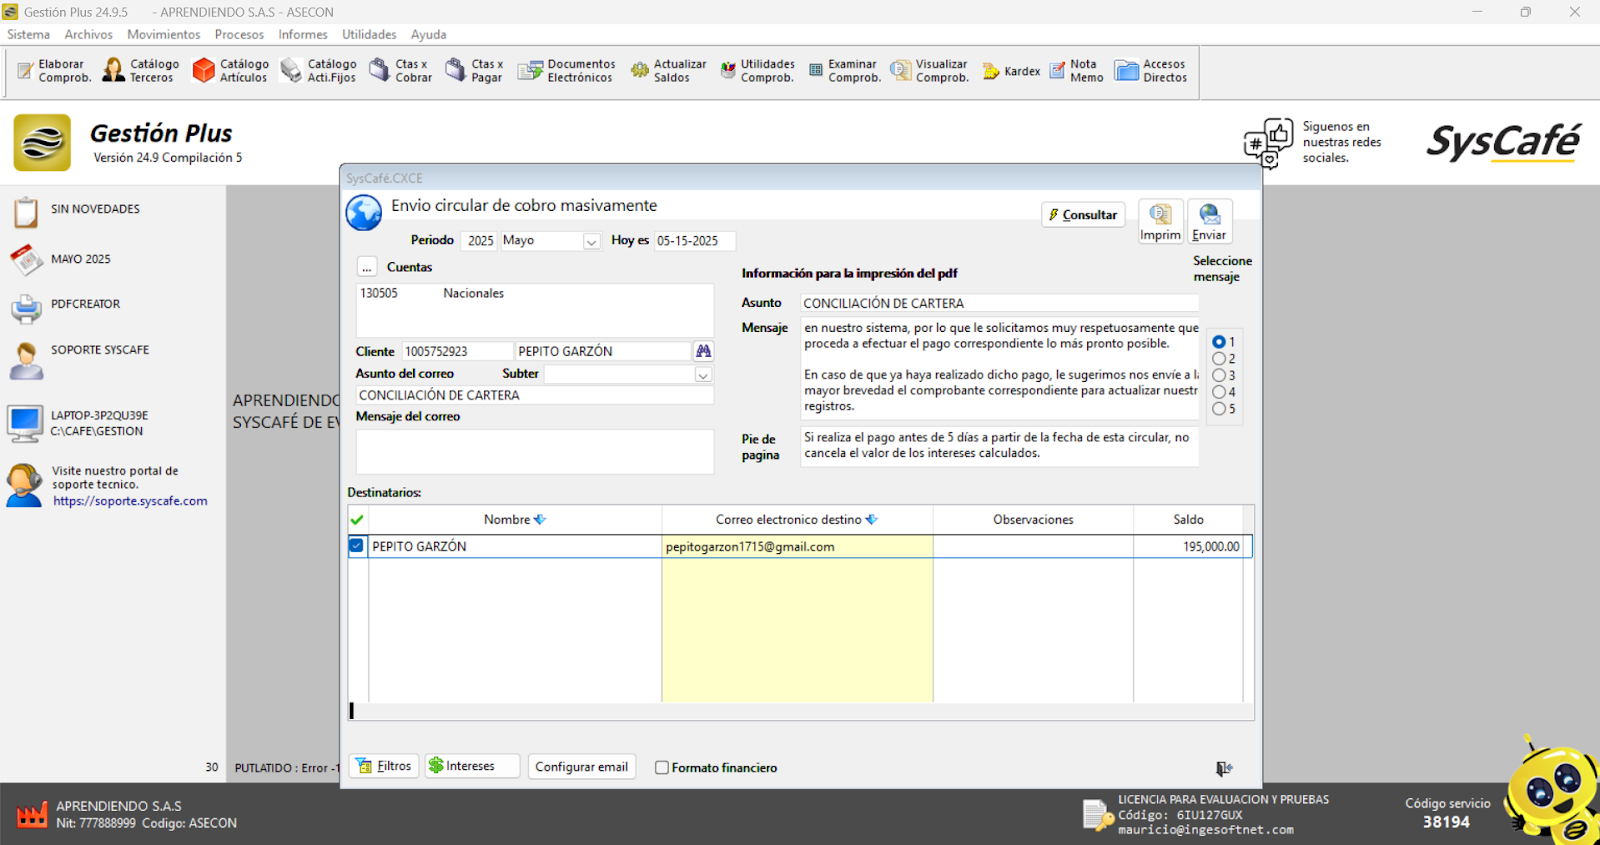 Gestión Plus 24.9.5 - APRENDIENDO S.A.S - ASECON
Sistema Archivos Movimientos Procesos Informes Utilidades Ayuda
Elaborar Comprob.
Catálogo Terceros
Catálogo Artículos
Catálogo Acti.Fijos
Ctas x Cobrar
Ctas x Pagar
Documentos Electrónicos
Actualizar Saldos
Utilidades Comprob.
Examinar Comprob.
Visualizar Comprob.
Kardex
Nota Memo
Accesos Directos
Gestión Plus
Versión 24.9 Compilación 5
Siguenos en
nuestras redes
sociales.
SysCafé
SIN NOVEDADES
MAYO 2025
PDFCREATOR
SOPORTE SYSCAFE
LAPTOP-3P2QU39E
C:\CAFE\GESTION
Visite nuestro portal de
soporte tecnico.
https://soporte.syscafe.com
30
APRENDIENDO
SYSCAFÉ DE EV
PUTLATIDO : Error -1
SysCafé.CXCE
Envio circular de cobro masivamente
Consultar
Imprim
Enviar
Periodo 2025 Mayo Hoy es 05-15-2025
... Cuentas
130505 Nacionales
Cliente 1005752923 PEPITO GARZÓN
Asunto del correo Subter
CONCILIACIÓN DE CARTERA
Mensaje del correo
Información para la impresión del pdf
Seleccione
mensaje
Asunto CONCILIACIÓN DE CARTERA
Mensaje en nuestro sistema, por lo que le solicitamos muy respetuosamente que
proceda a efectuar el pago correspondiente lo más pronto posible.
En caso de que ya haya realizado dicho pago, le sugerimos nos envíe a la
mayor brevedad el comprobante correspondiente para actualizar nuestr
registros.
1
2
3
4
5
Pie de
pagina
Si realiza el pago antes de 5 días a partir de la fecha de esta circular, no
cancela el valor de los intereses calculados.
Destinatarios:
Nombre Correo electronico destino Observaciones Saldo
PEPITO GARZÓN pepitogarzon1715@gmail.com 195,000.00
Filtros Intereses Configurar email Formato financiero
APRENDIENDO S.A.S
Nit: 777888999 Codigo: ASECON
LICENCIA PARA EVALUACION Y PRUEBAS
Código: 6IU127GUX
mauricio@ingesoftnet.com
Código servicio
38194